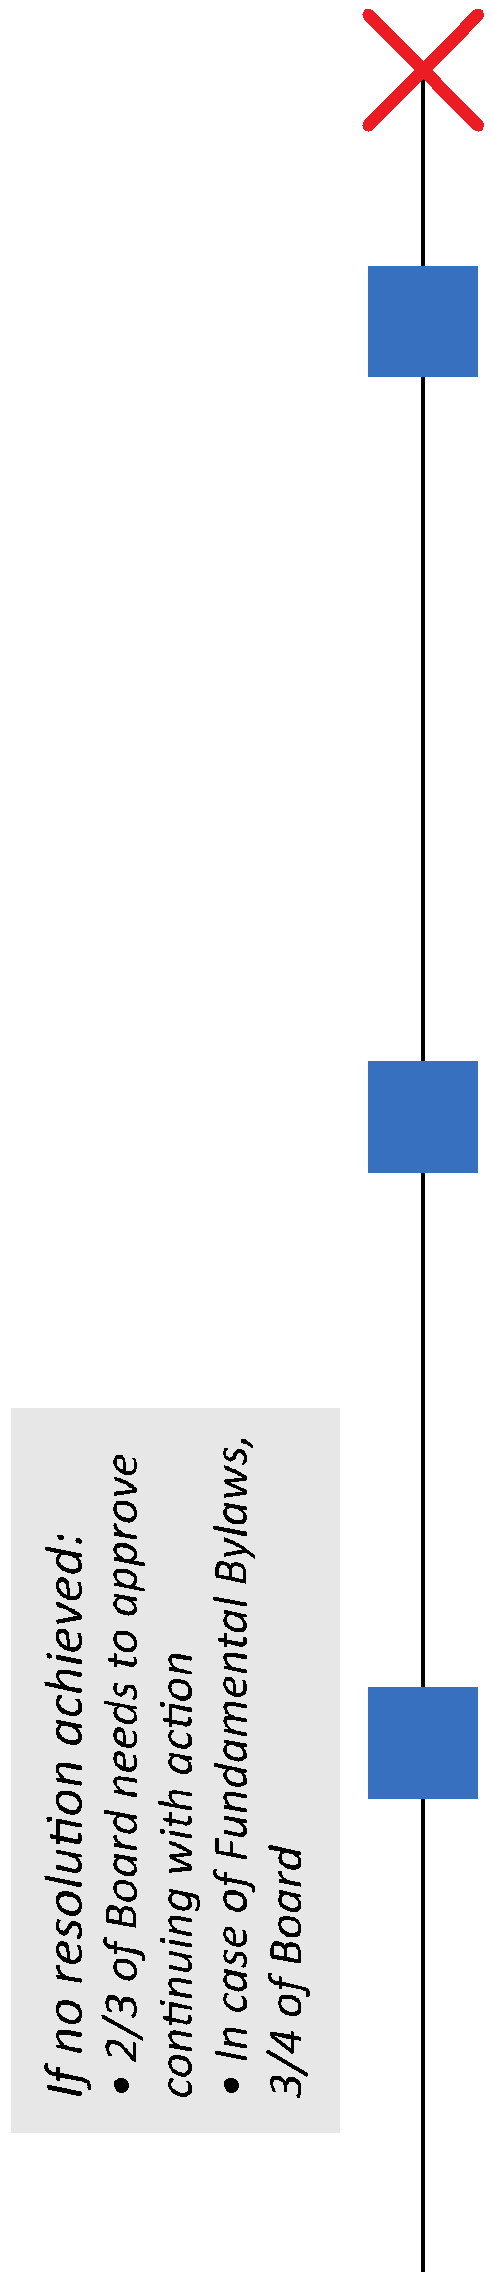 If no resolution achieved:
• 2/3 of Board needs to approve
continuing with action
• In case of Fundamental Bylaws,
3/4 of Board